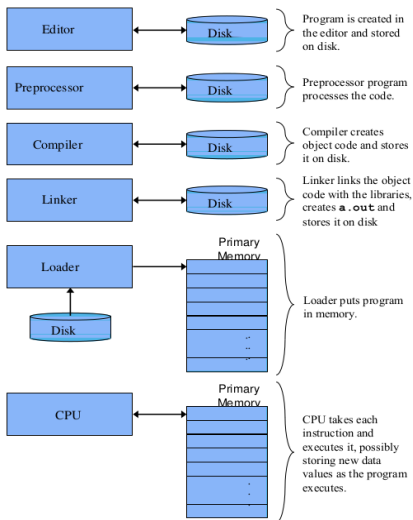 Editor
Disk
Program is created
in the editor and stored
on disk.
Preprocessor
Disk
Preprocessor program
processes the code.
Compiler
Disk
Compiler creates
object code and stores
it on disk.
Linker
Disk
Linker links the object
code with the libraries,
creates a.out and
stores it on disk
Loader
Disk
Primary
Memory
Loader puts program
in memory.
CPU
Primary
Memory
CPU takes each
instruction and
executes it, possibly
storing new data
values as the program
executes.